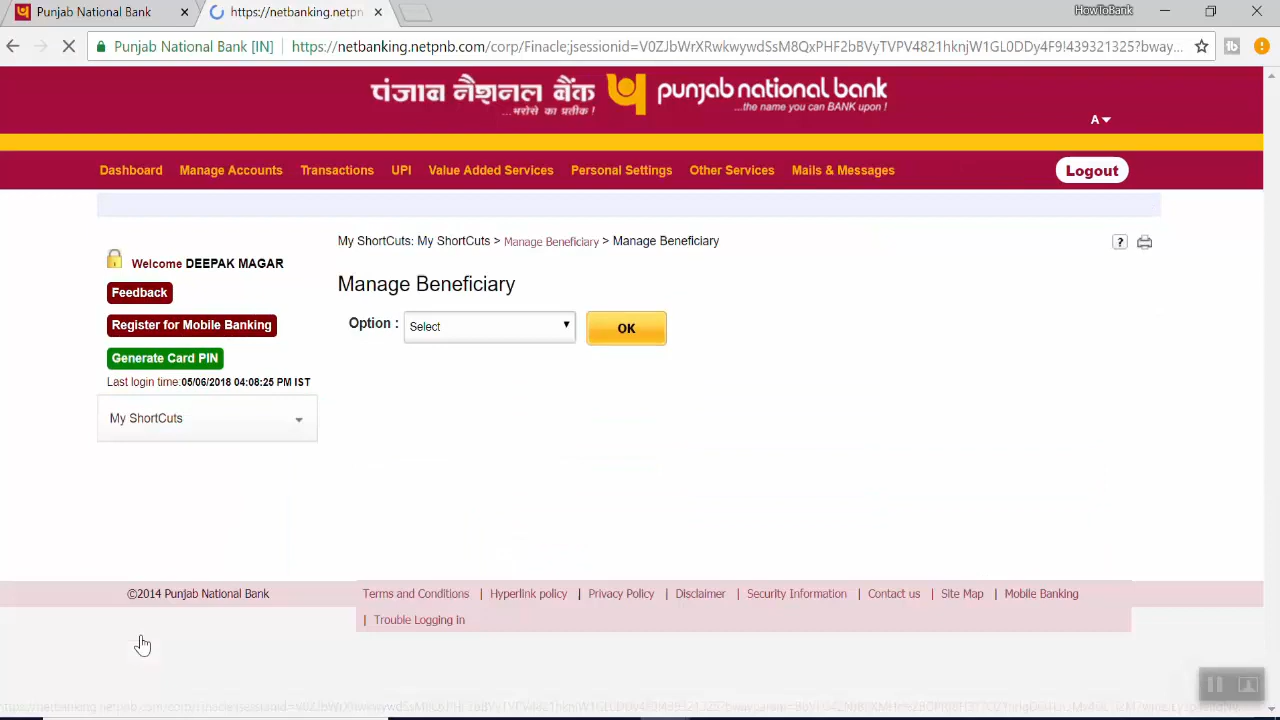 Punjab National Bank
https://netbanking.netpn
HowToBank
Punjab National Bank [IN]
https://netbanking.netpnb.com/corp/Finacle;jsessionid=V0ZJbWrXRwkwywdSsM8QxPHF2bBVyTVPV4821hknjW1GL0DDy4F9!439321325?bway...
पंजाब नैशनल बैंक
...भरोसे का प्रतीक !
punjab national bank
...the name you can BANK upon !
A
Dashboard Manage Accounts Transactions UPI Value Added Services Personal Settings Other Services Mails & Messages Logout
My ShortCuts: My ShortCuts > Manage Beneficiary > Manage Beneficiary
?
Welcome DEEPAK MAGAR
Feedback
Register for Mobile Banking
Generate Card PIN
Last login time:05/06/2018 04:08:25 PM IST
My ShortCuts
Manage Beneficiary
Option : Select OK
©2014 Punjab National Bank
Terms and Conditions | Hyperlink policy | Privacy Policy | Disclaimer | Security Information | Contact us | Site Map | Mobile Banking
| Trouble Logging in